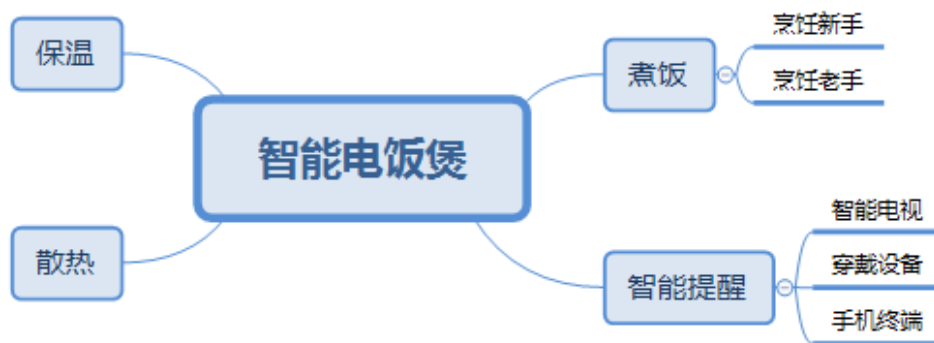 保温
散热
智能电饭煲
煮饭
烹饪新手
烹饪老手
智能提醒
智能电视
穿戴设备
手机终端